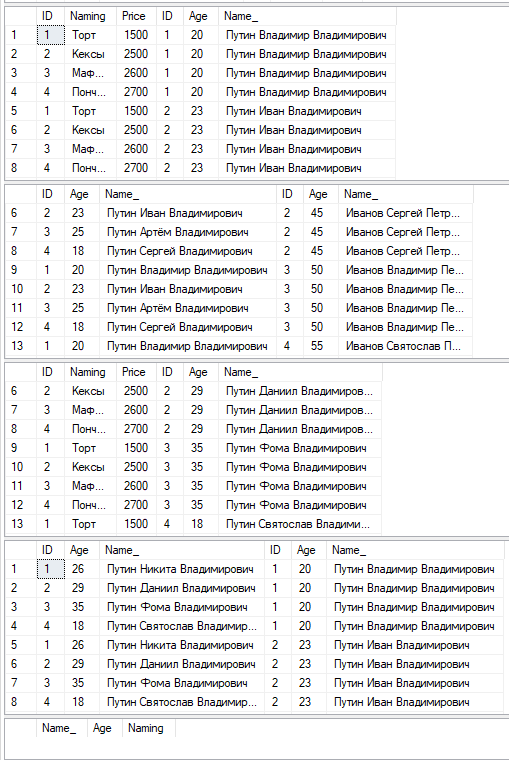 ID Naming Price ID Age Name_
1 1 Торт 1500 1 20 Путин Владимир Владимирович
2 2 Кексы 2500 1 20 Путин Владимир Владимирович
3 3 Маф... 2600 1 20 Путин Владимир Владимирович
4 4 Понч... 2700 1 20 Путин Владимир Владимирович
5 1 Торт 1500 2 23 Путин Иван Владимирович
6 2 Кексы 2500 2 23 Путин Иван Владимирович
7 3 Маф... 2600 2 23 Путин Иван Владимирович
8 4 Понч... 2700 2 23 Путин Иван Владимирович
ID Age Name_ ID Age Name_
6 2 23 Путин Иван Владимирович 2 45 Иванов Сергей Петр...
7 3 25 Путин Артём Владимирович 2 45 Иванов Сергей Петр...
8 4 18 Путин Сергей Владимирович 2 45 Иванов Сергей Петр...
9 1 20 Путин Владимир Владимирович 3 50 Иванов Владимир Пе...
10 2 23 Путин Иван Владимирович 3 50 Иванов Владимир Пе...
11 3 25 Путин Артём Владимирович 3 50 Иванов Владимир Пе...
12 4 18 Путин Сергей Владимирович 3 50 Иванов Владимир Пе...
13 1 20 Путин Владимир Владимирович 4 55 Иванов Святослав П...
ID Naming Price ID Age Name_
6 2 Кексы 2500 2 29 Путин Даниил Владимиров...
7 3 Маф... 2600 2 29 Путин Даниил Владимиров...
8 4 Понч... 2700 2 29 Путин Даниил Владимиров...
9 1 Торт 1500 3 35 Путин Фома Владимирович
10 2 Кексы 2500 3 35 Путин Фома Владимирович
11 3 Маф... 2600 3 35 Путин Фома Владимирович
12 4 Понч... 2700 3 35 Путин Фома Владимирович
13 1 Торт 1500 4 18 Путин Святослав Владими...
ID Age Name_ ID Age Name_
1 1 26 Путин Никита Владимирович 1 20 Путин Владимир Владимирович
2 2 29 Путин Даниил Владимирович 1 20 Путин Владимир Владимирович
3 3 35 Путин Фома Владимирович 1 20 Путин Владимир Владимирович
4 4 18 Путин Святослав Владимир... 1 20 Путин Владимир Владимирович
5 1 26 Путин Никита Владимирович 2 23 Путин Иван Владимирович
6 2 29 Путин Даниил Владимирович 2 23 Путин Иван Владимирович
7 3 35 Путин Фома Владимирович 2 23 Путин Иван Владимирович
8 4 18 Путин Святослав Владимир... 2 23 Путин Иван Владимирович
Name_ Age Naming